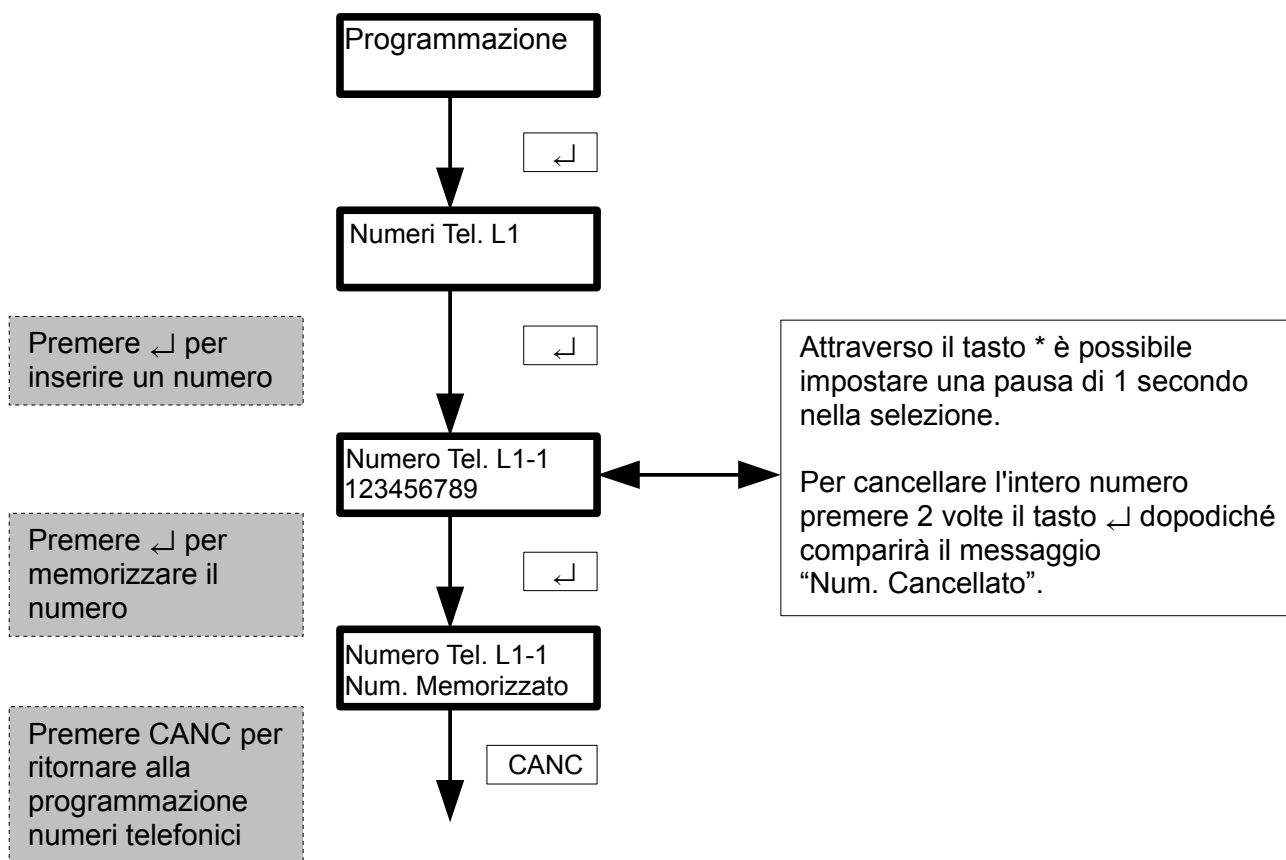 Programmazione
↵
Numeri Tel. L1
Premere ↵ per
inserire un numero
↵
Attraverso il tasto * è possibile
impostare una pausa di 1 secondo
nella selezione.
Per cancellare l'intero numero
premere 2 volte il tasto ↵ dopodiché
comparirà il messaggio
“Num. Cancellato”.
Numero Tel. L1-1
123456789
Premere ↵ per
memorizzare il
numero
↵
Numero Tel. L1-1
Num. Memorizzato
Premere CANC per
ritornare alla
programmazione
numeri telefonici
CANC